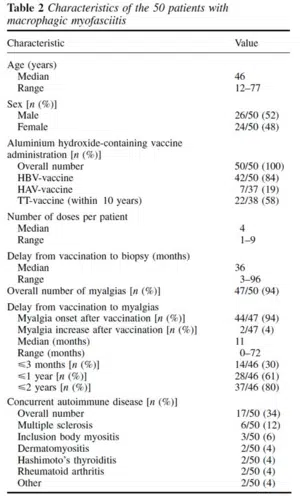 Table 2 Characteristics of the 50 patients with
macrophagic myofasciitis
Characteristic Value
Age (years)
Median 46
Range 12–77
Sex [n (%)]
Male 26/50 (52)
Female 24/50 (48)
Aluminium hydroxide-containing vaccine
administration [n (%)]
Overall number 50/50 (100)
HBV-vaccine 42/50 (84)
HAV-vaccine 7/37 (19)
TT-vaccine (within 10 years) 22/38 (58)
Number of doses per patient
Median 4
Range 1–9
Delay from vaccination to biopsy (months)
Median 36
Range 3–96
Overall number of myalgias [n (%)] 47/50 (94)
Delay from vaccination to myalgias
Myalgia onset after vaccination [n (%)] 44/47 (94)
Myalgia increase after vaccination [n (%)] 2/47 (4)
Median (months) 11
Range (months) 0–72
≤3 months [n (%)] 14/46 (30)
≤1 year [n (%)] 28/46 (61)
≤2 years [n (%)] 37/46 (80)
Concurrent autoimmune disease [n (%)]
Overall number 17/50 (34)
Multiple sclerosis 6/50 (12)
Inclusion body myositis 3/50 (6)
Dermatomyositis 2/50 (4)
Hashimoto's thyroiditis 2/50 (4)
Rheumatoid arthritis 2/50 (4)
Other 2/50 (4)